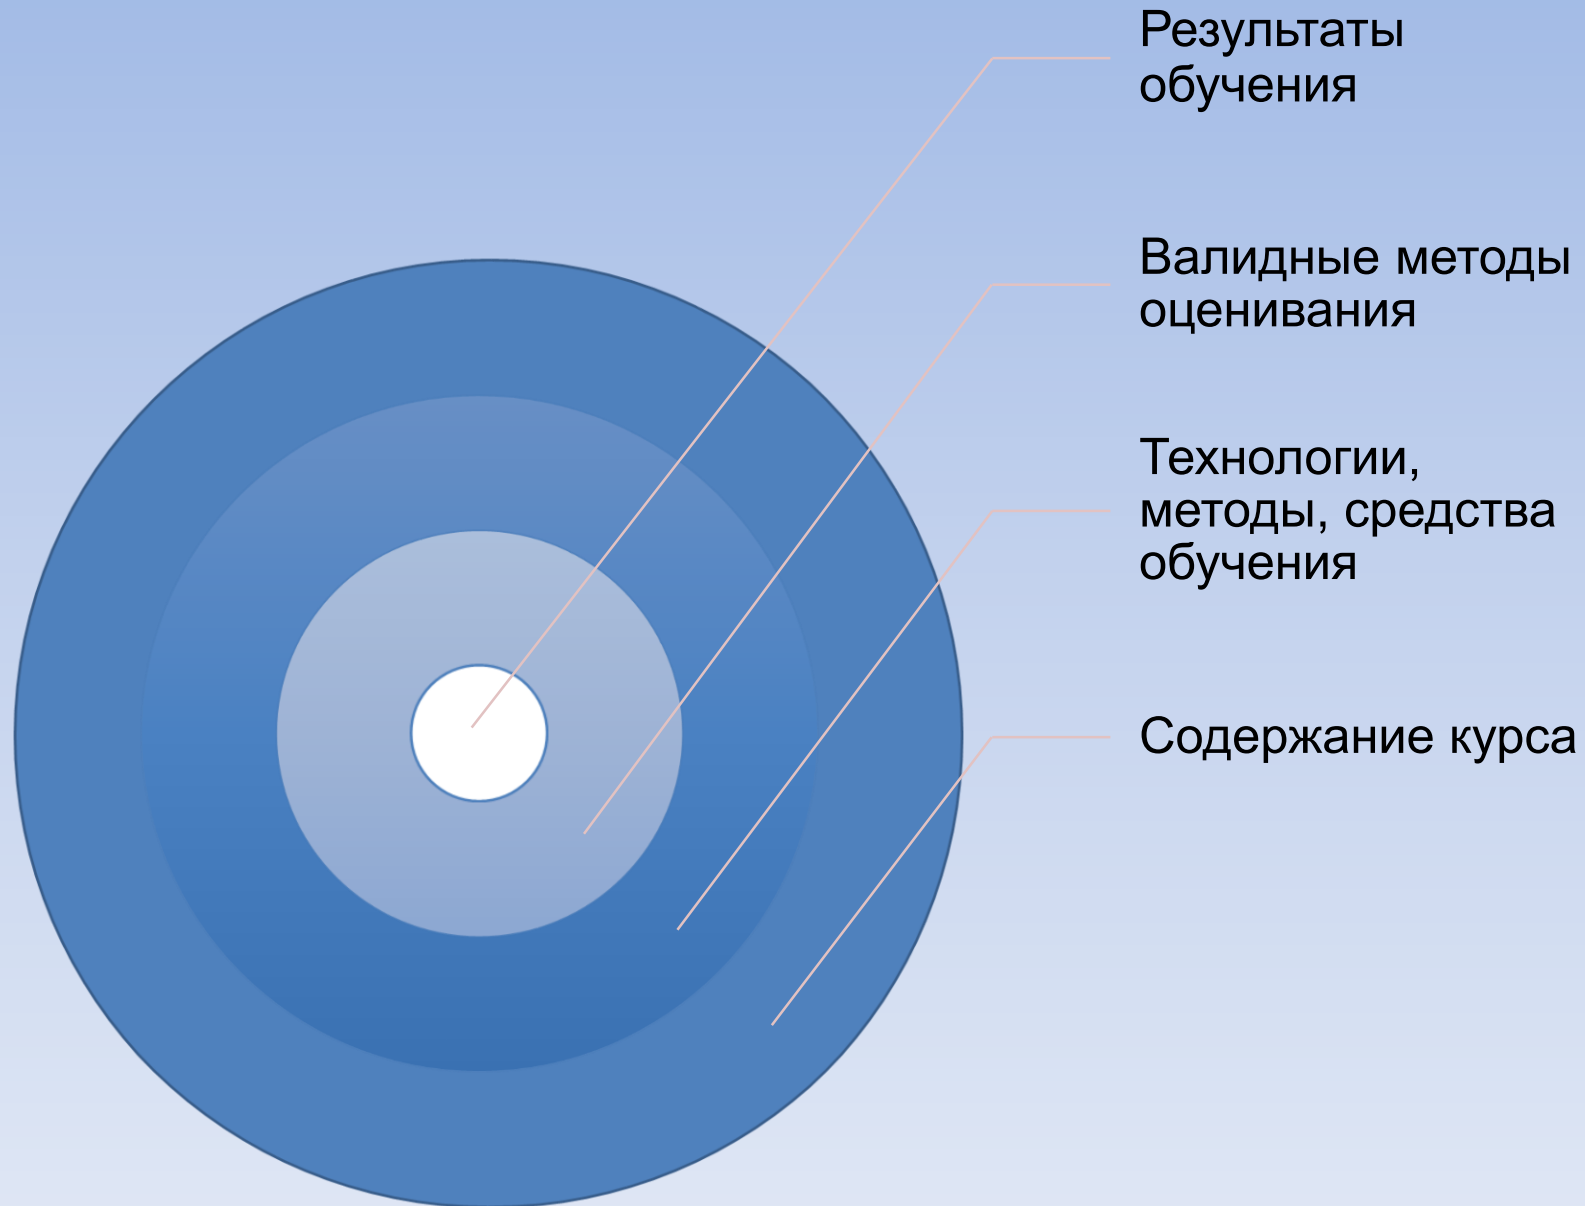 Результаты
обучения
Валидные методы
оценивания
Технологии,
методы, средства
обучения
Содержание курса